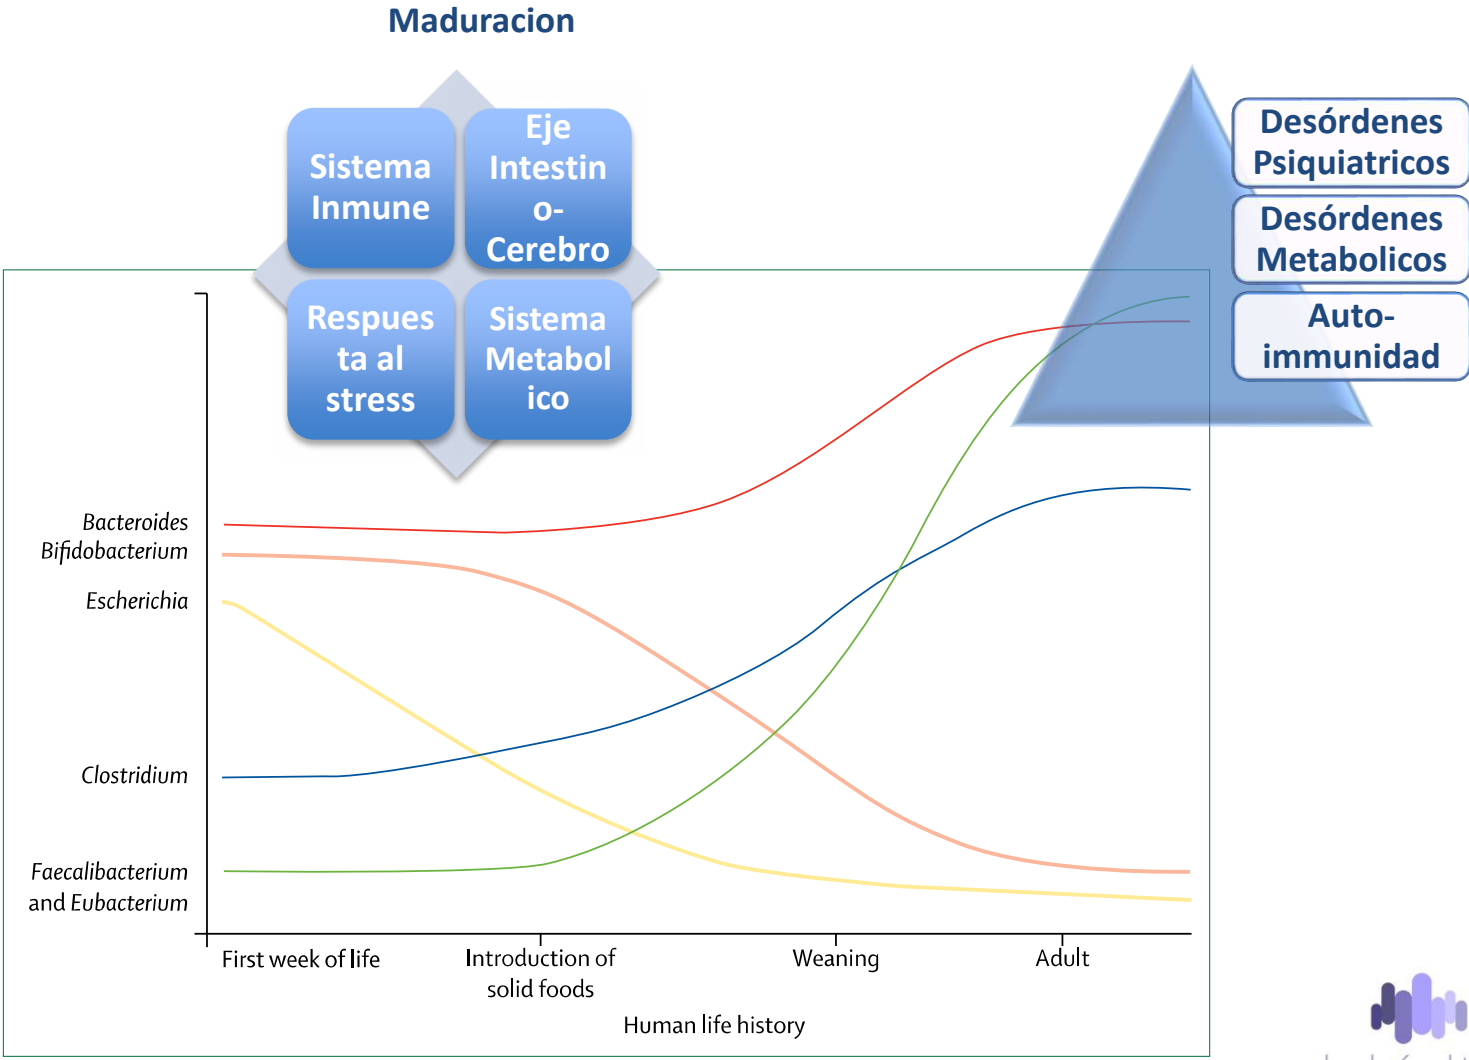 Maduracion
Sistema
Inmune
Eje
Intestin
o-
Cerebro
Respues
ta al
stress
Sistema
Metabol
ico
Desórdenes
Psiquiatricos
Desórdenes
Metabolicos
Auto-
immunidad
Bacteroides
Bifidobacterium
Escherichia
Clostridium
Faecalibacterium
and Eubacterium
First week of life
Introduction of
solid foods
Weaning
Adult
Human life history